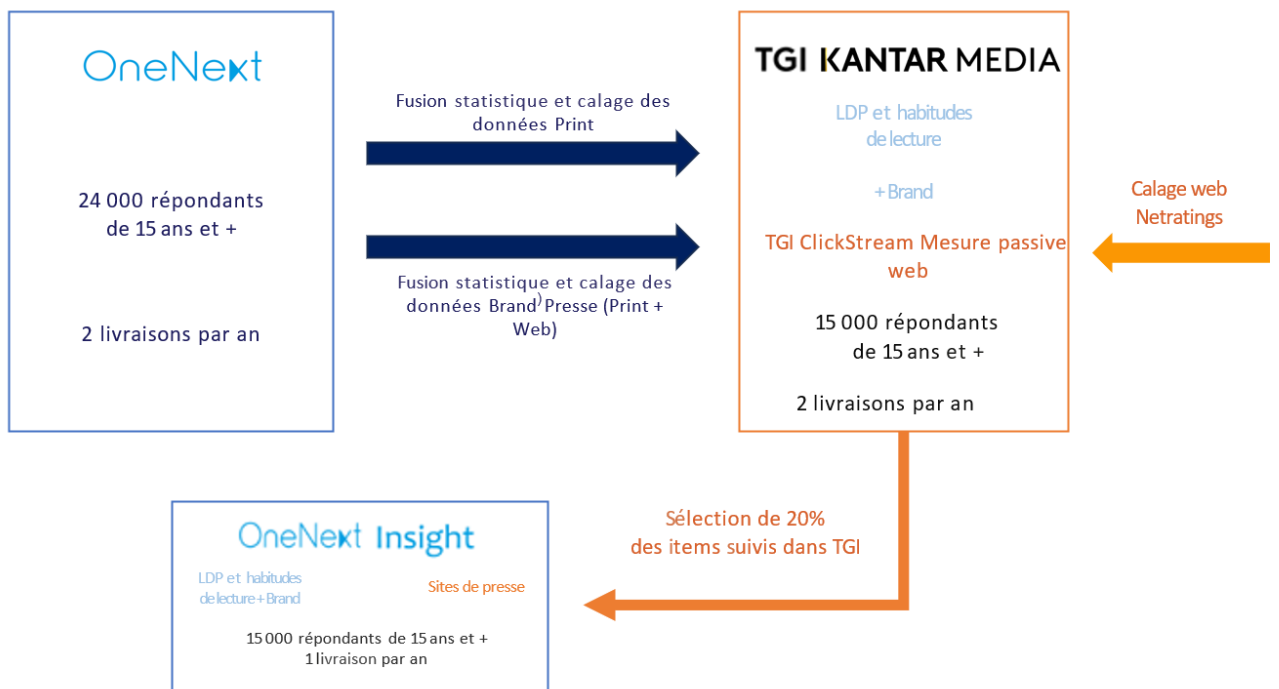 OneNext
24 000 répondants
de 15 ans et +
2 livraisons par an
Fusion statistique et calage des
données Print
Fusion statistique et calage des
données Brand) Presse (Print +
Web)
TGI KANTAR MEDIA
LDP et habitudes
de lecture
+ Brand
TGI ClickStream Mesure passive
web
15 000 répondants
de 15 ans et +
2 livraisons par an
Calage web
Netratings
Sélection de 20%
des items suivis dans TGI
OneNext Insight
LDP et habitudes
de lecture + Brand
Sites de presse
15 000 répondants de 15 ans et +
1 livraison par an